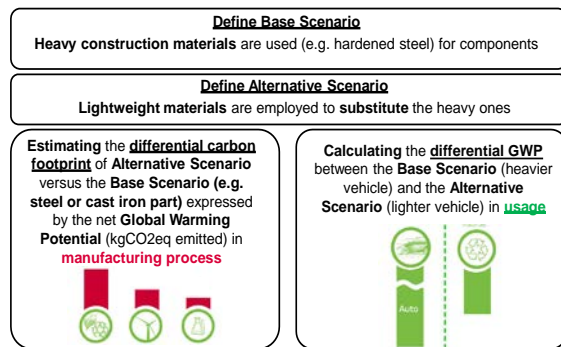 Define Base Scenario
Heavy construction materials are used (e.g. hardened steel) for components
Define Alternative Scenario
Lightweight materials are employed to substitute the heavy ones
Estimating the differential carbon
footprint of Alternative Scenario
versus the Base Scenario (e.g.
steel or cast iron part) expressed
by the net Global Warming
Potential (kgCO2eq emitted) in
manufacturing process
Calculating the differential GWP
between the Base Scenario (heavier
vehicle) and the Alternative
Scenario (lighter vehicle) in usage
Auto